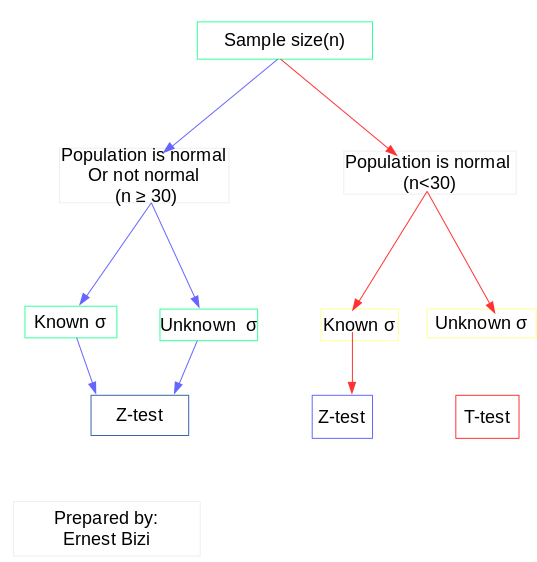 Sample size(n)
Population is normal
Or not normal
(n ≥ 30)
Population is normal
(n<30)
Known σ
Unknown σ
Known σ
Unknown σ
Z-test
Z-test
T-test
Prepared by:
Ernest Bizi